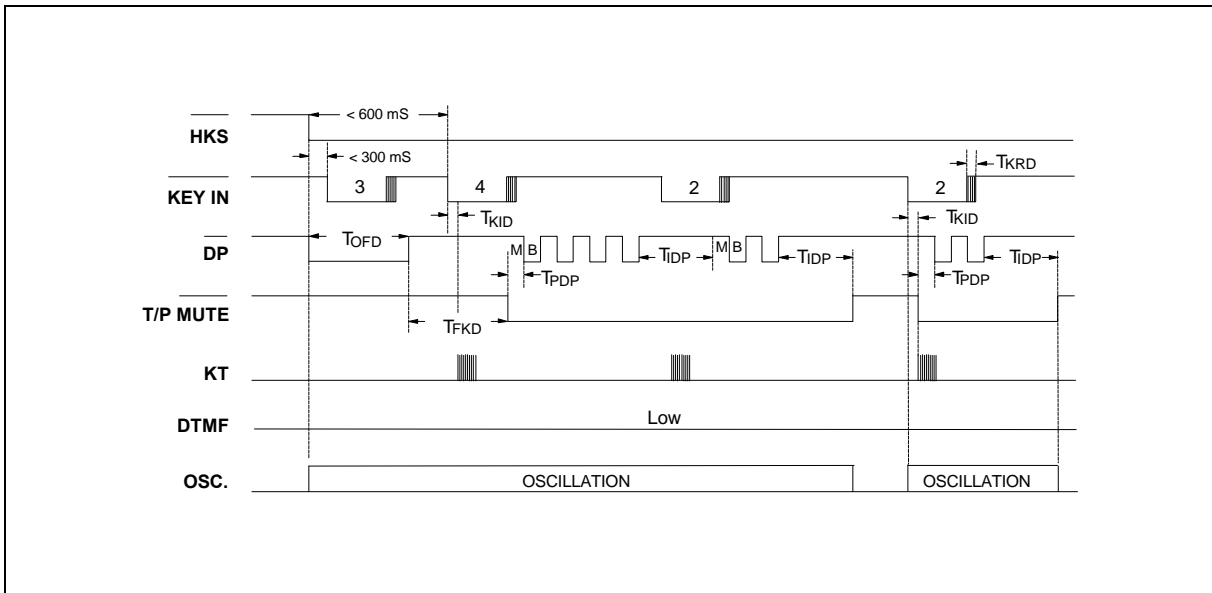 < 600 mS
HKS
< 300 mS
TKRD
KEY IN
3
4
2
2
TKID
TKID
TOFD
DP
M B
TIDP
M B
TIDP
TIDP
TPDP
TPDP
T/P MUTE
TFKD
KT
Low
DTMF
OSC.
OSCILLATION
OSCILLATION